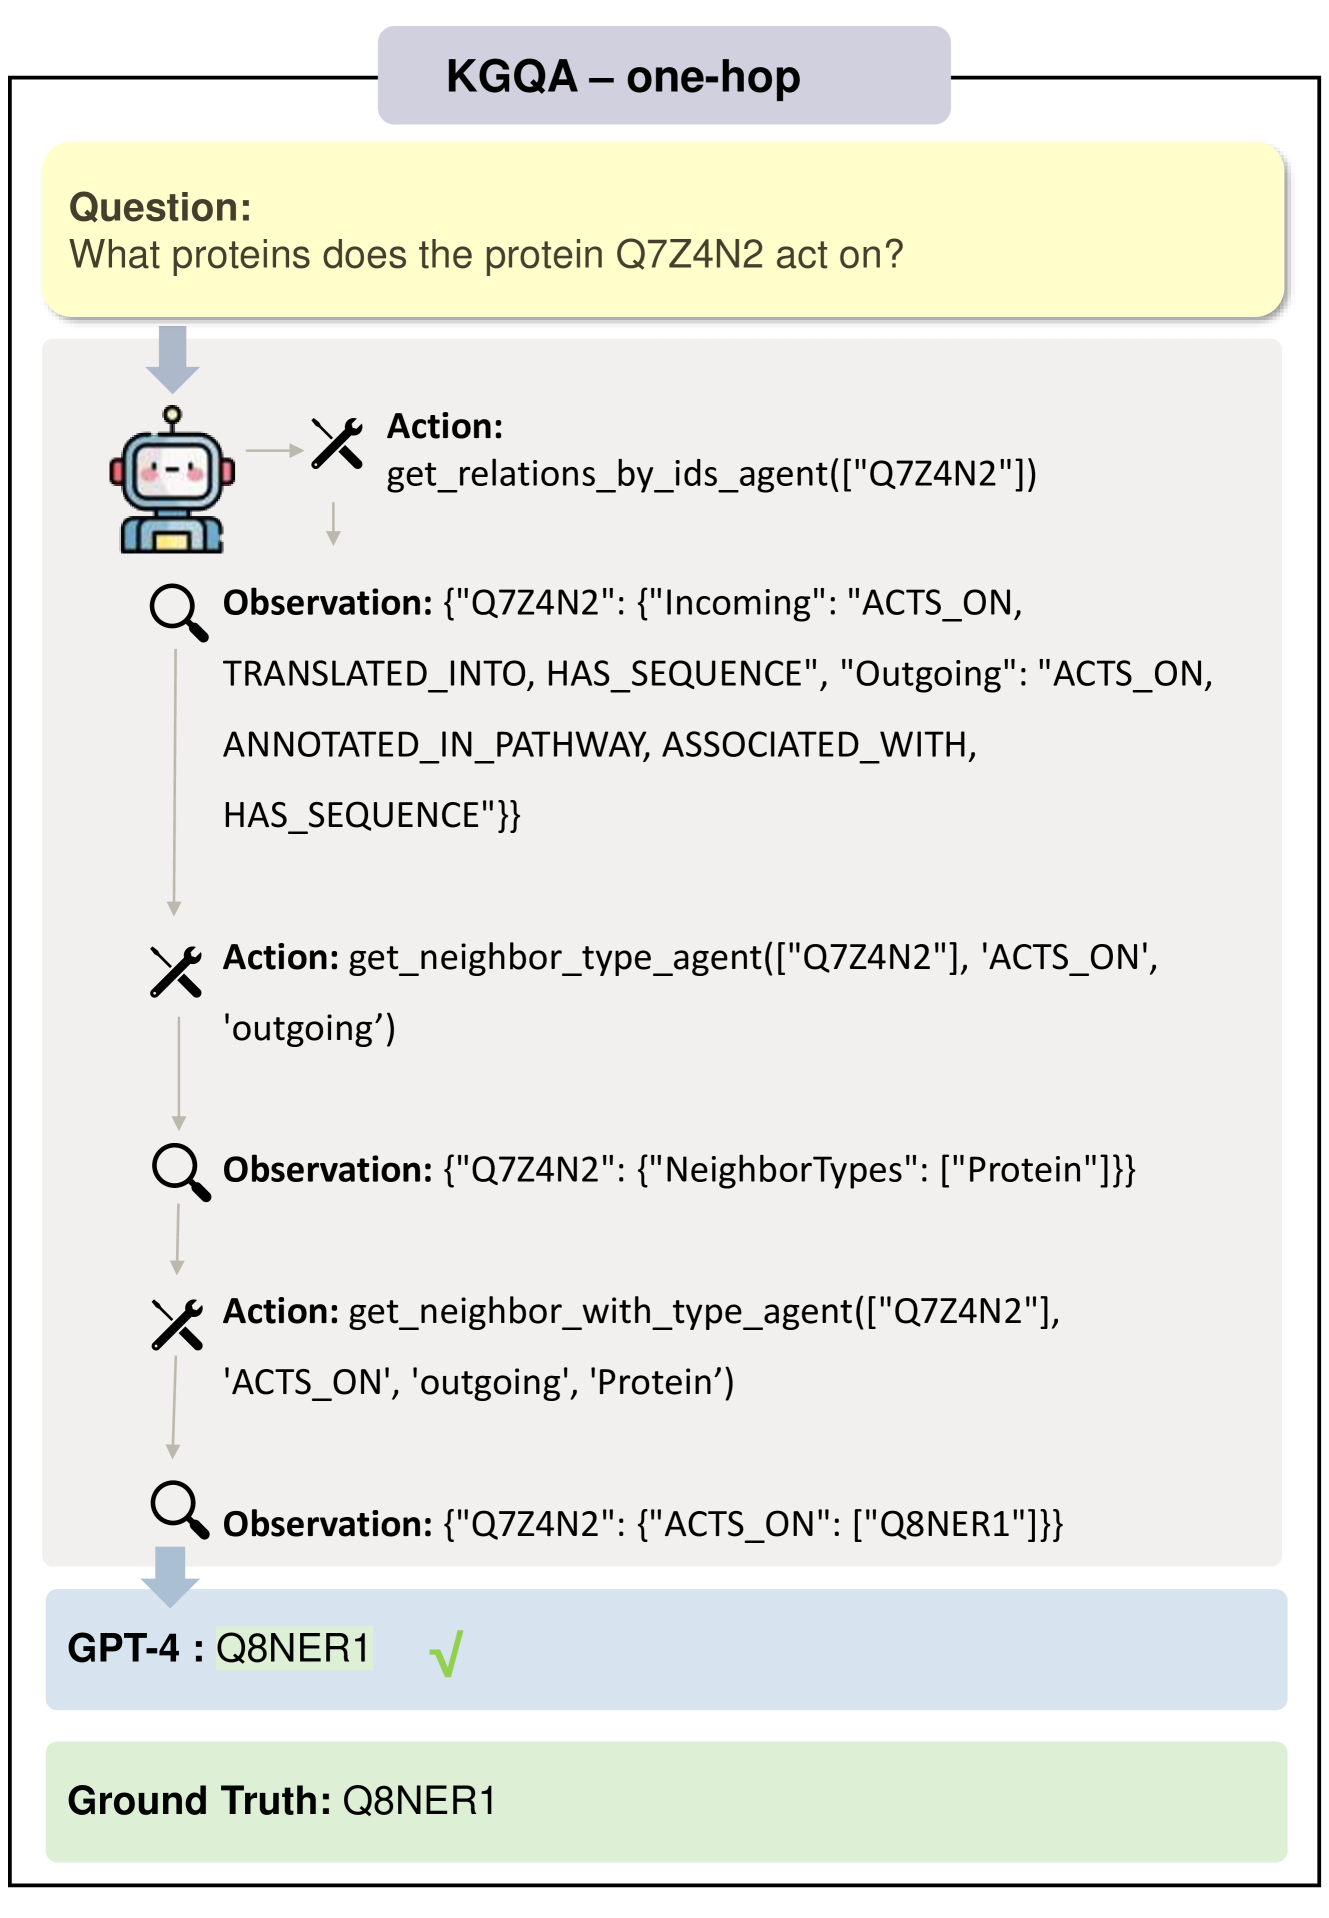 KGQA – one-hop
Question:
What proteins does the protein Q7Z4N2 act on?
Action:
get_relations_by_ids_agent(["Q7Z4N2"])
Observation: {"Q7Z4N2": {"Incoming": "ACTS_ON,
TRANSLATED_INTO, HAS_SEQUENCE", "Outgoing": "ACTS_ON,
ANNOTATED_IN_PATHWAY, ASSOCIATED_WITH,
HAS_SEQUENCE"}}
Action: get_neighbor_type_agent(["Q7Z4N2"], 'ACTS_ON',
'outgoing’)
Observation: {"Q7Z4N2": {"NeighborTypes": ["Protein"]}}
Action: get_neighbor_with_type_agent(["Q7Z4N2"],
'ACTS_ON', 'outgoing', 'Protein’)
Observation: {"Q7Z4N2": {"ACTS_ON": ["Q8NER1"]}}
GPT-4 : Q8NER1 √
Ground Truth: Q8NER1